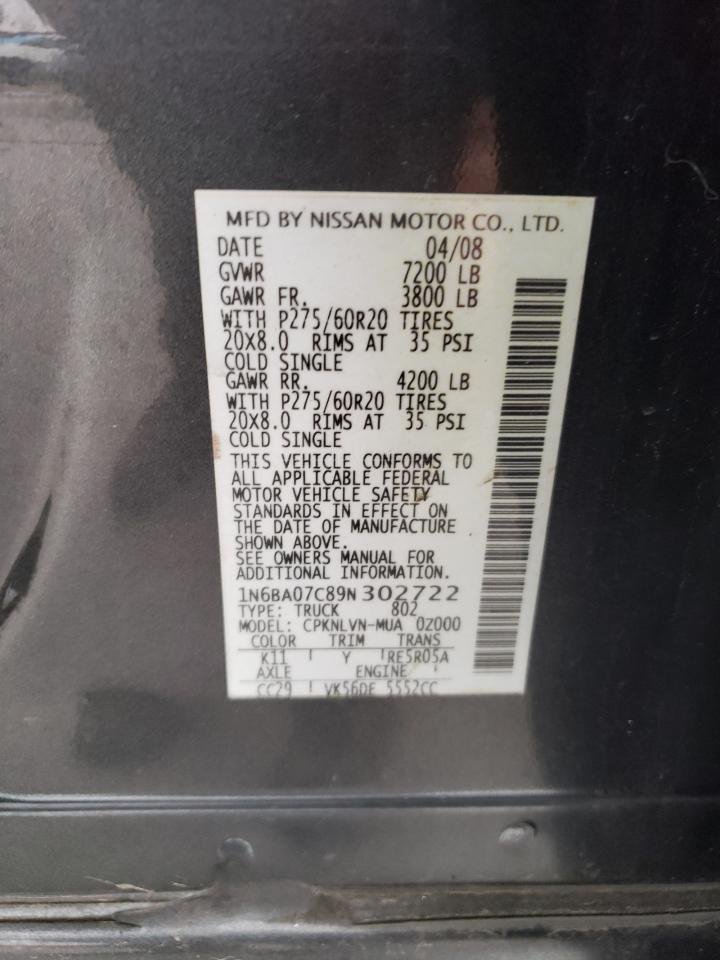 MFD BY NISSAN MOTOR CO., LTD.
DATE 04/08
GVWR 7200 LB
GAWR FR. 3800 LB
WITH P275/60R20 TIRES
20X8.0 RIMS AT 35 PSI
COLD SINGLE
GAWR RR. 4200 LB
WITH P275/60R20 TIRES
20X8.0 RIMS AT 35 PSI
COLD SINGLE
THIS VEHICLE CONFORMS TO
ALL APPLICABLE FEDERAL
MOTOR VEHICLE SAFETY
STANDARDS IN EFFECT ON
THE DATE OF MANUFACTURE
SHOWN ABOVE.
SEE OWNERS MANUAL FOR
ADDITIONAL INFORMATION.
1N6BA07C89N302722
TYPE: TRUCK 802
MODEL: CPKNLVN-MUA 0Z000
COLOR TRIM TRANS
K11 Y RE5R05A
AXLE ENGINE
CC29 VK56DE 5552CC